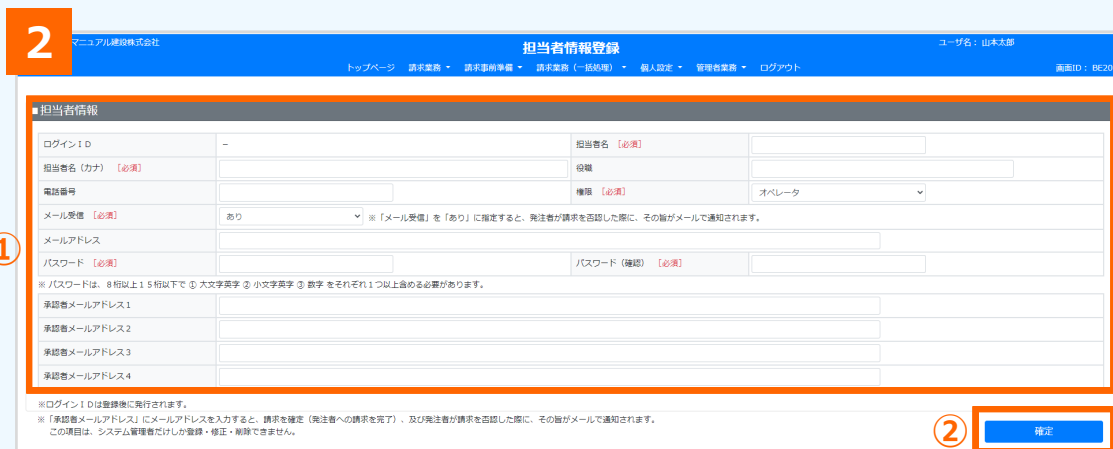 2
マニュアル建設株式会社
担当者情報登録
ユーザ名：山本太郎
トップページ 請求業務 請求事前準備 請求業務（一括処理） 個人設定 管理者業務 ログアウト
画面ID： BE20
①
■担当者情報
ログインＩＤ － 担当者名 ［必須］
担当者名（カナ） ［必須］ 役職
電話番号 権限 ［必須］ オペレータ
メール受信 ［必須］ あり ※「メール受信」を「あり」に指定すると、発注者が請求を否認した際に、その旨がメールで通知されます。
メールアドレス
パスワード ［必須］ パスワード（確認） ［必須］
※ パスワードは、８桁以上１５桁以下で ① 大文字英字 ② 小文字英字 ③ 数字 をそれぞれ１つ以上含める必要があります。
承認者メールアドレス１
承認者メールアドレス２
承認者メールアドレス３
承認者メールアドレス４
※ログインＩＤは登録後に発行されます。
※「承認者メールアドレス」にメールアドレスを入力すると、請求を確定（発注者への請求を完了）、及び発注者が請求を否認した際に、その旨がメールで通知されます。
この項目は、システム管理者だけしか登録・修正・削除できません。
②
確定